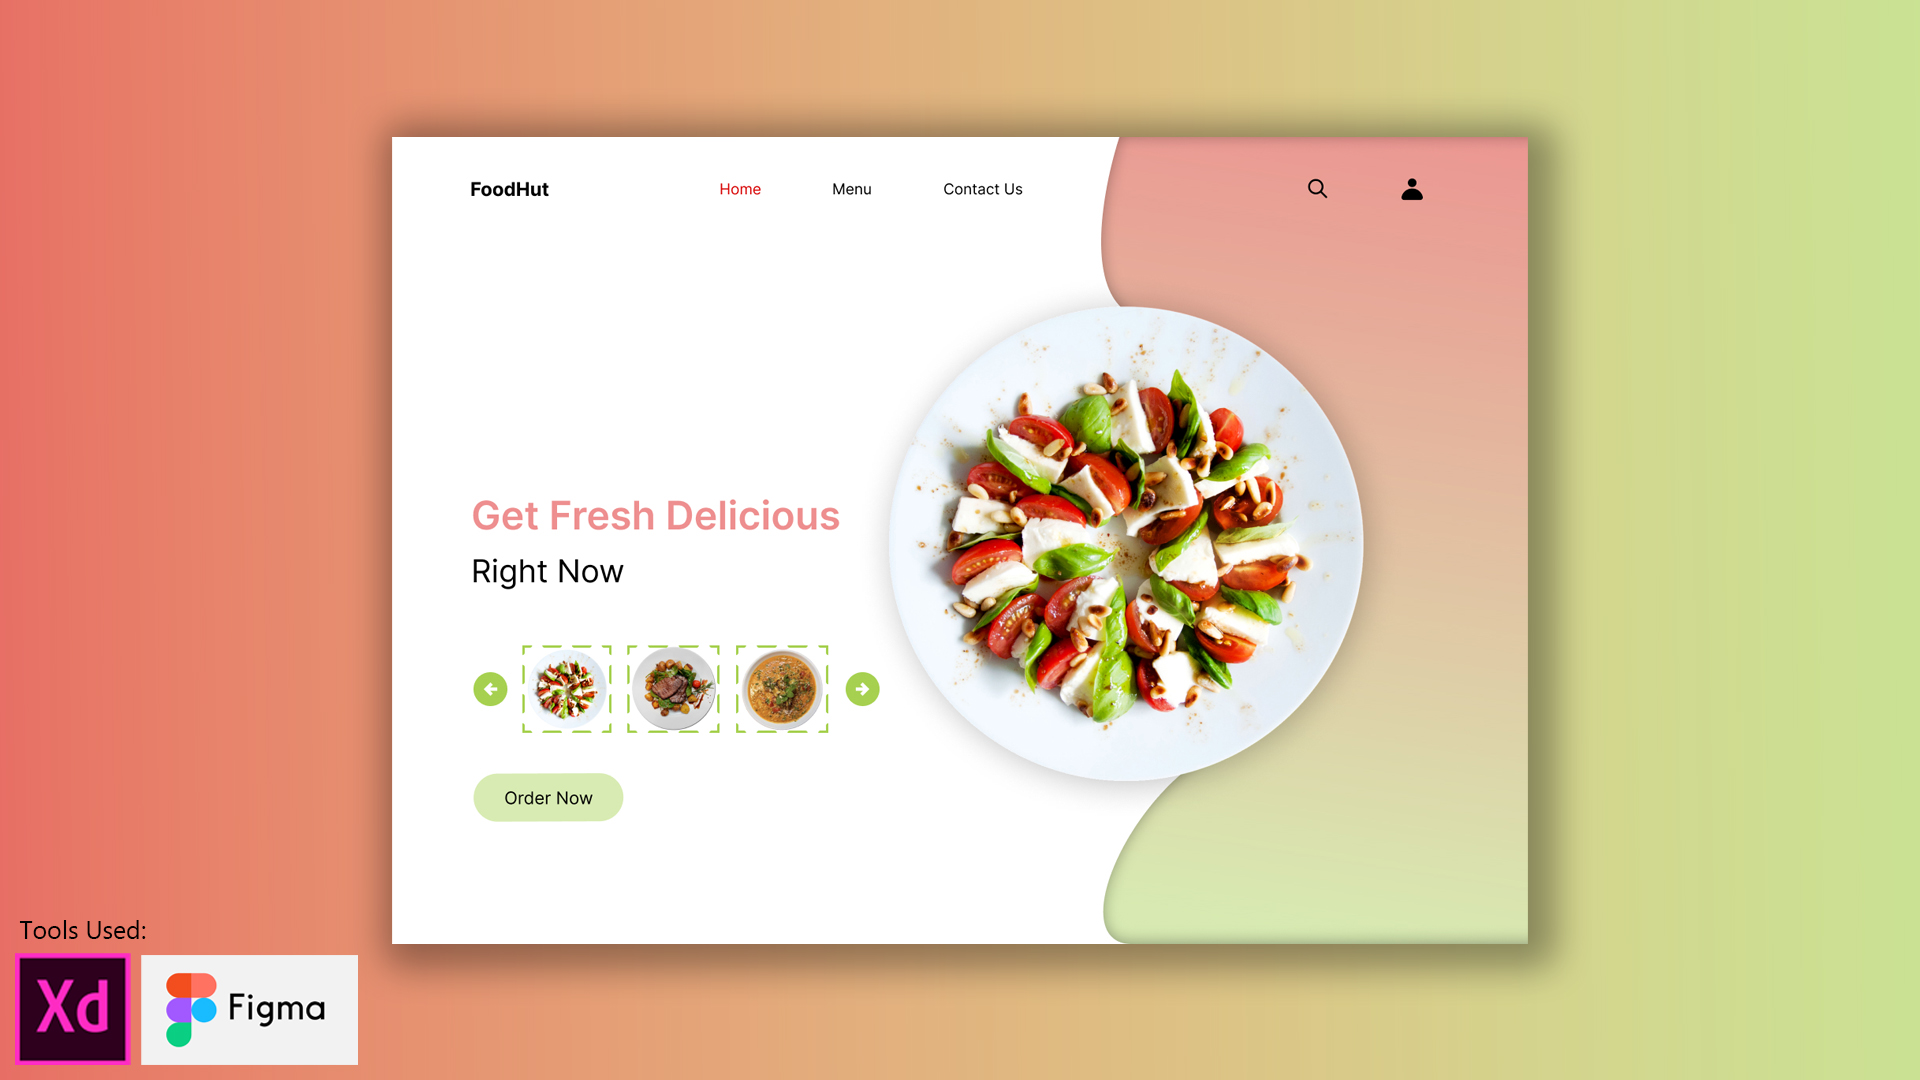 FoodHut
Home
Menu
Contact Us
Get Fresh Delicious
Right Now
Order Now
Tools Used:
Xd
Figma